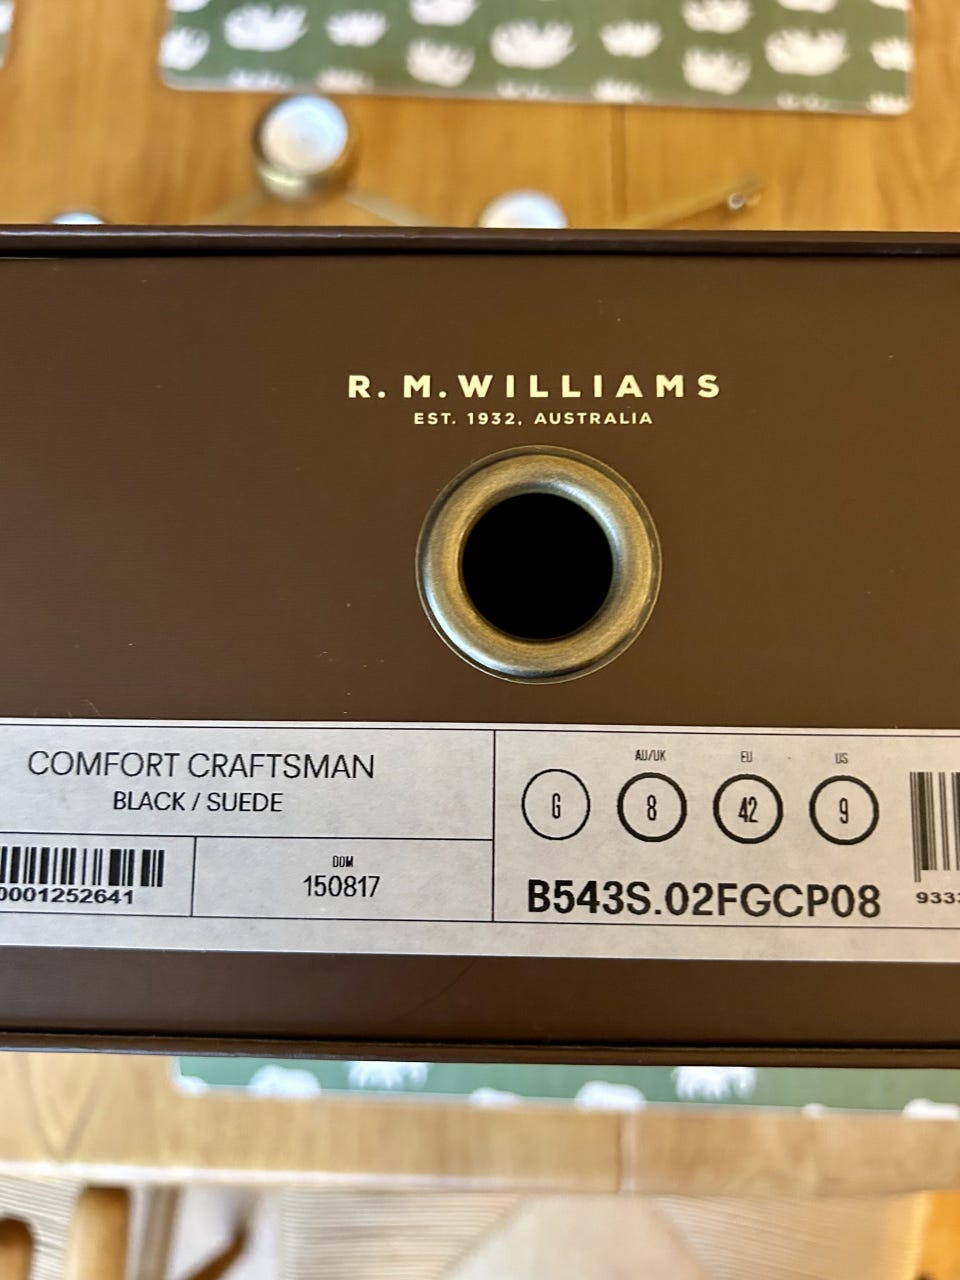 R. M. WILLIAMS
EST. 1932, AUSTRALIA
COMFORT CRAFTSMAN
BLACK / SUEDE
0001252641
DOM
150817
G
AU/UK
8
EU
42
US
9
B543S.02FGCP08
933